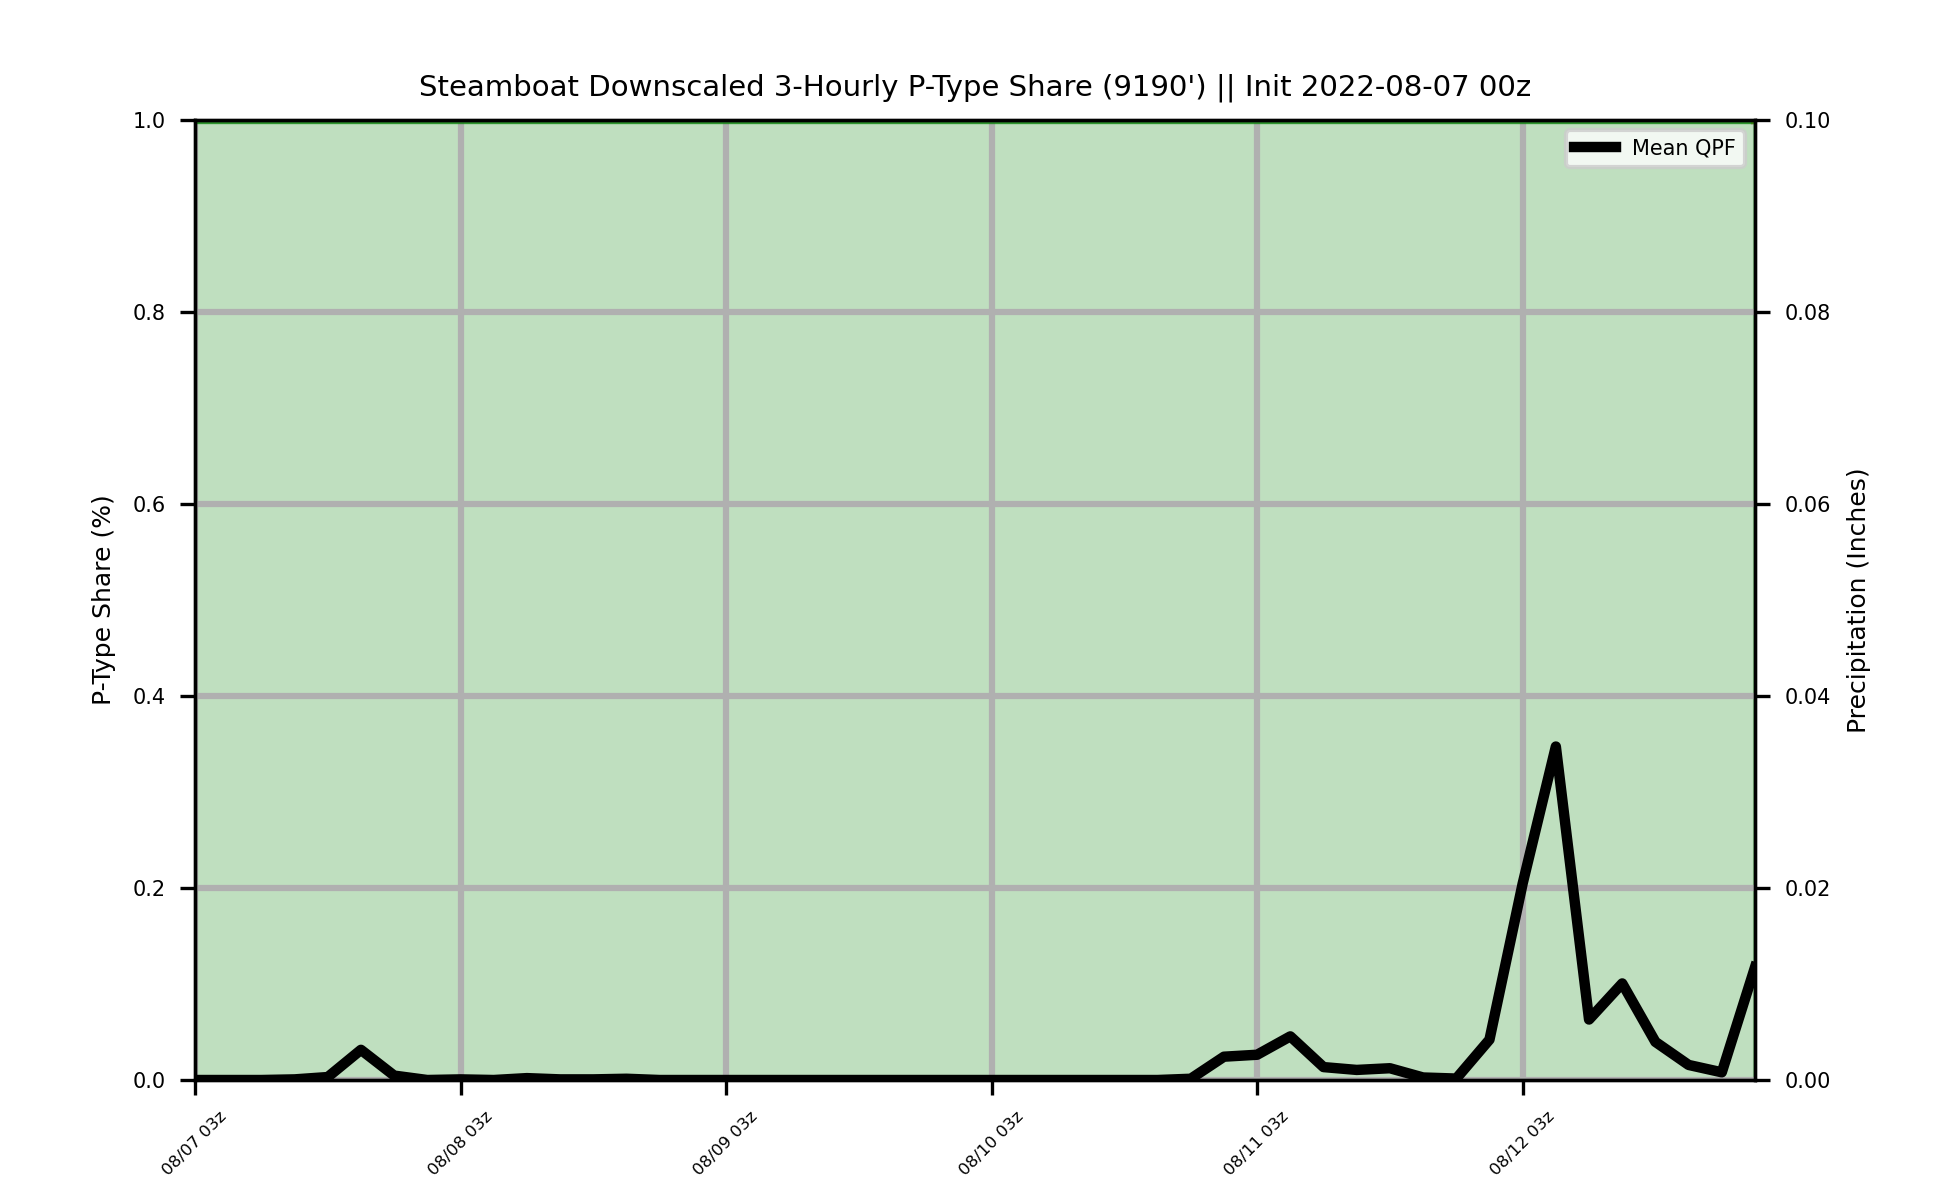 Steamboat Downscaled 3-Hourly P-Type Share (9190') || Init 2022-08-07 00z
1.0
0.8
0.6
0.4
0.2
0.0
P-Type Share (%)
Mean QPF
0.10
0.08
0.06
0.04
0.02
0.00
Precipitation (Inches)
08/07 03z
08/08 03z
08/09 03z
08/10 03z
08/11 03z
08/12 03z